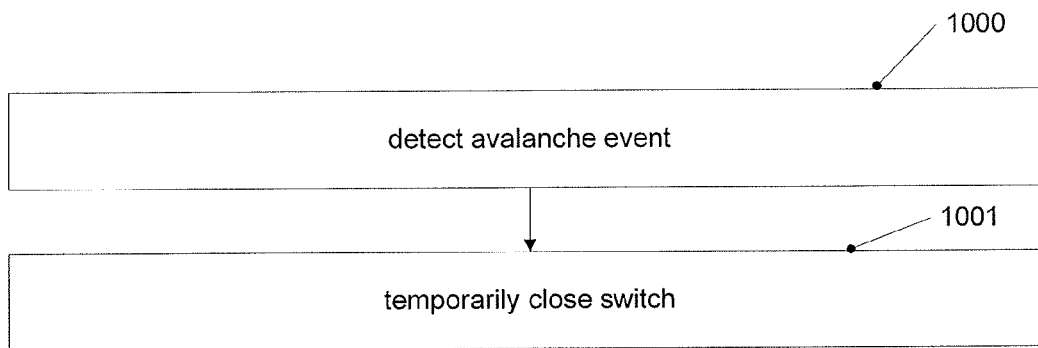 1000
detect avalanche event
1001
temporarily close switch